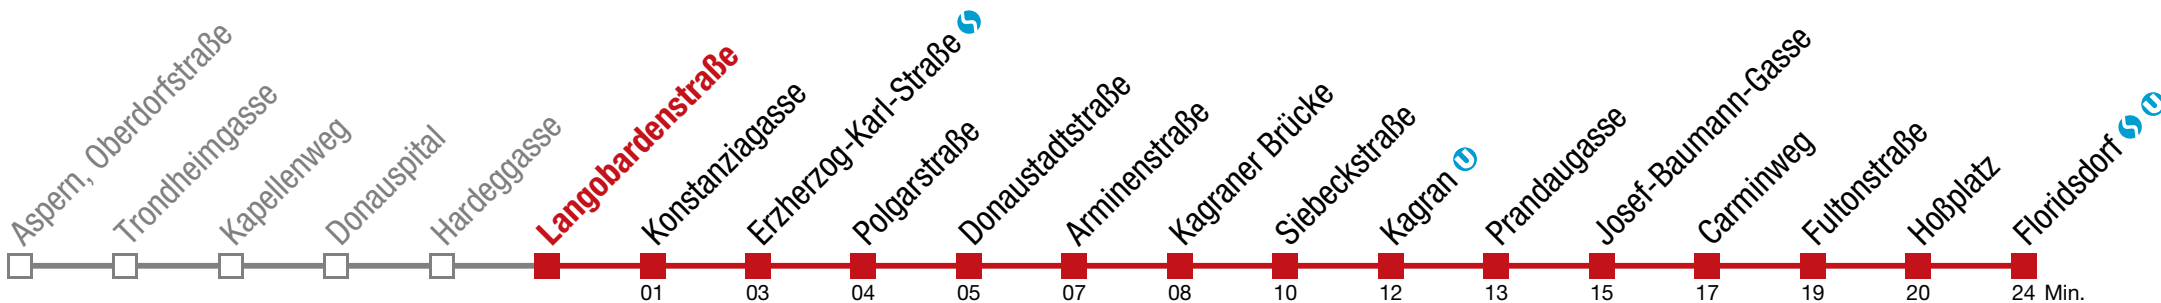 Aspern, Oberdorfstraße
Trondheimgasse
Kapellenweg
Donauspital
Hardeggasse
Langobardenstraße
Konstanziagasse
Erzherzog-Karl-Straße S
Polgarstraße
Donaustadtstraße
Arminenstraße
Kagraner Brücke
Siebeckstraße
Kagran U
Prandaugasse
Josef-Baumann-Gasse
Carminweg
Fultonstraße
Hoßplatz
Floridsdorf S U
01 03 04 05 07 08 10 12 13 15 17 19 20 24 Min.